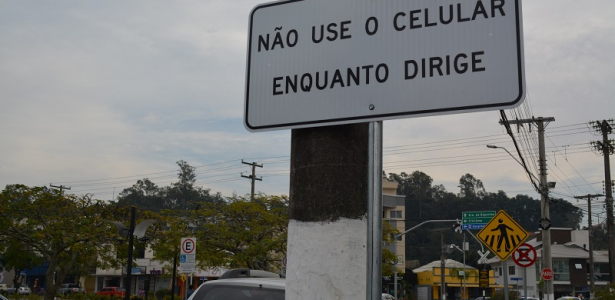 NÃO USE O CELULAR
ENQUANTO DIRIGE
E